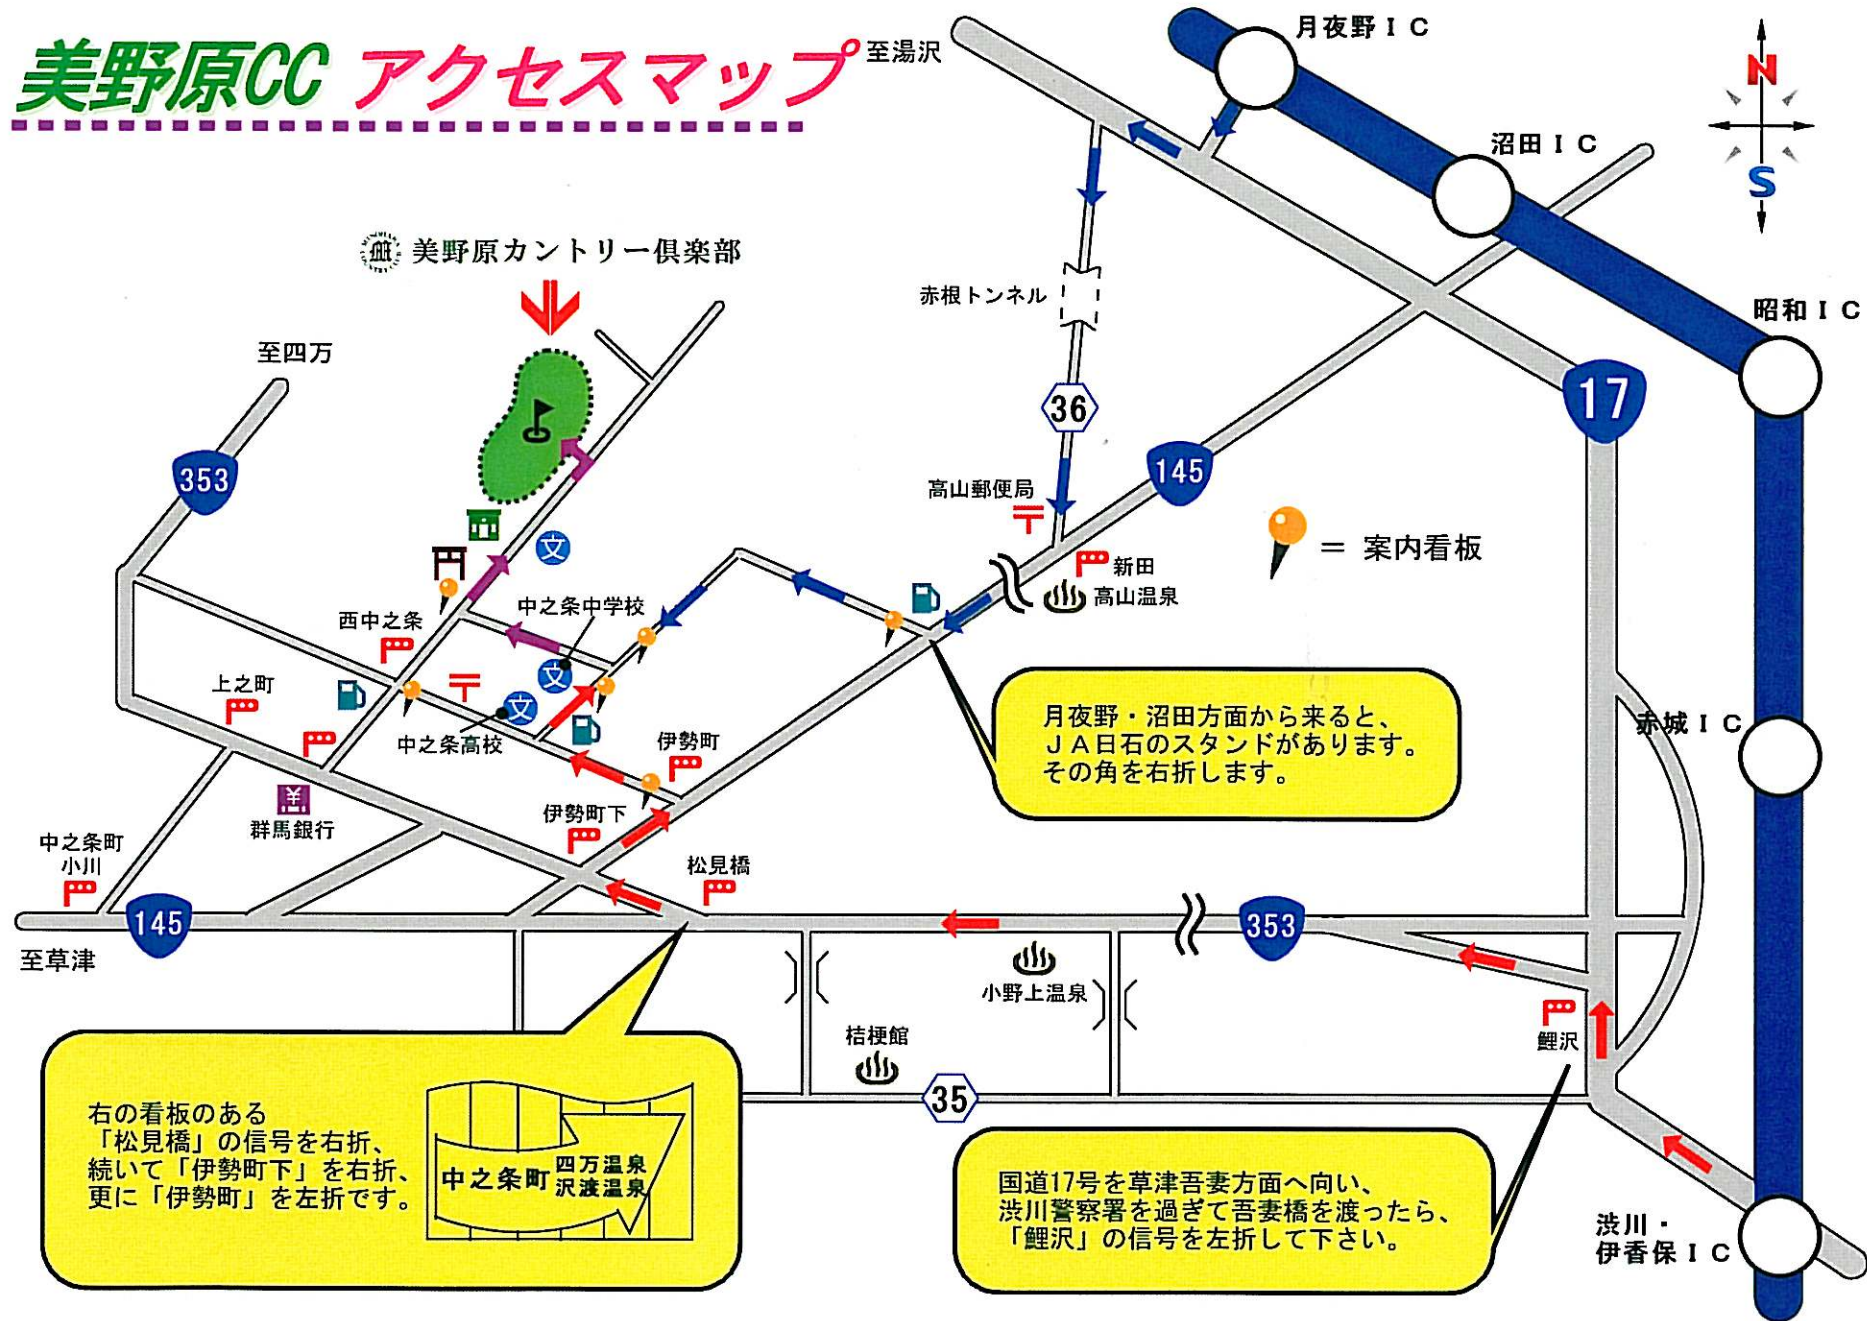 美野原CC アクセスマップ
至湯沢
月夜野IC
N
S
沼田IC
美野原カントリー倶楽部
赤根トンネル
昭和IC
至四万
17
36
353
145
高山郵便局
新田
高山温泉
= 案内看板
中之条中学校
文
西中之条
文
上之町
文
中之条高校
伊勢町
月夜野・沼田方面から来ると、
JA日石のスタンドがあります。
その角を右折します。
赤城IC
¥
群馬銀行
伊勢町下
中之条町
小川
松見橋
145
353
至草津
小野上温泉
桔梗館
鯉沢
35
右の看板のある
「松見橋」の信号を右折、
続いて「伊勢町下」を右折、
更に「伊勢町」を左折です。
中之条町
四万温泉
沢渡温泉
国道17号を草津吾妻方面へ向い、
渋川警察署を過ぎて吾妻橋を渡ったら、
「鯉沢」の信号を左折して下さい。
渋川・
伊香保IC